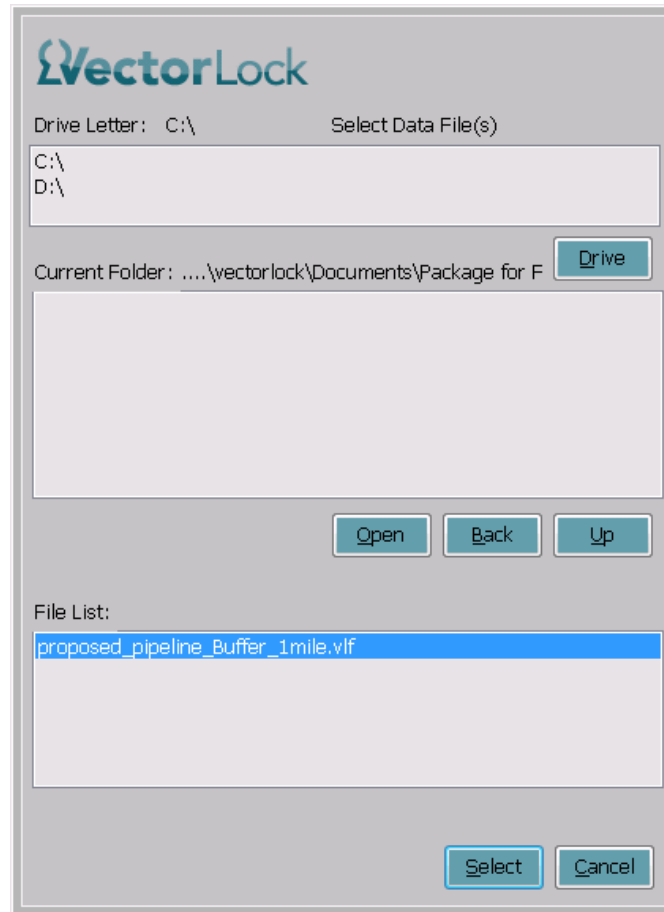 VectorLock
Drive Letter: C:\ Select Data File(s)
C:\
D:\
Drive
Current Folder: ....\vectorlock\Documents\Package for F
Open Back Up
File List:
proposed_pipeline_Buffer_1mile.vlf
Select Cancel